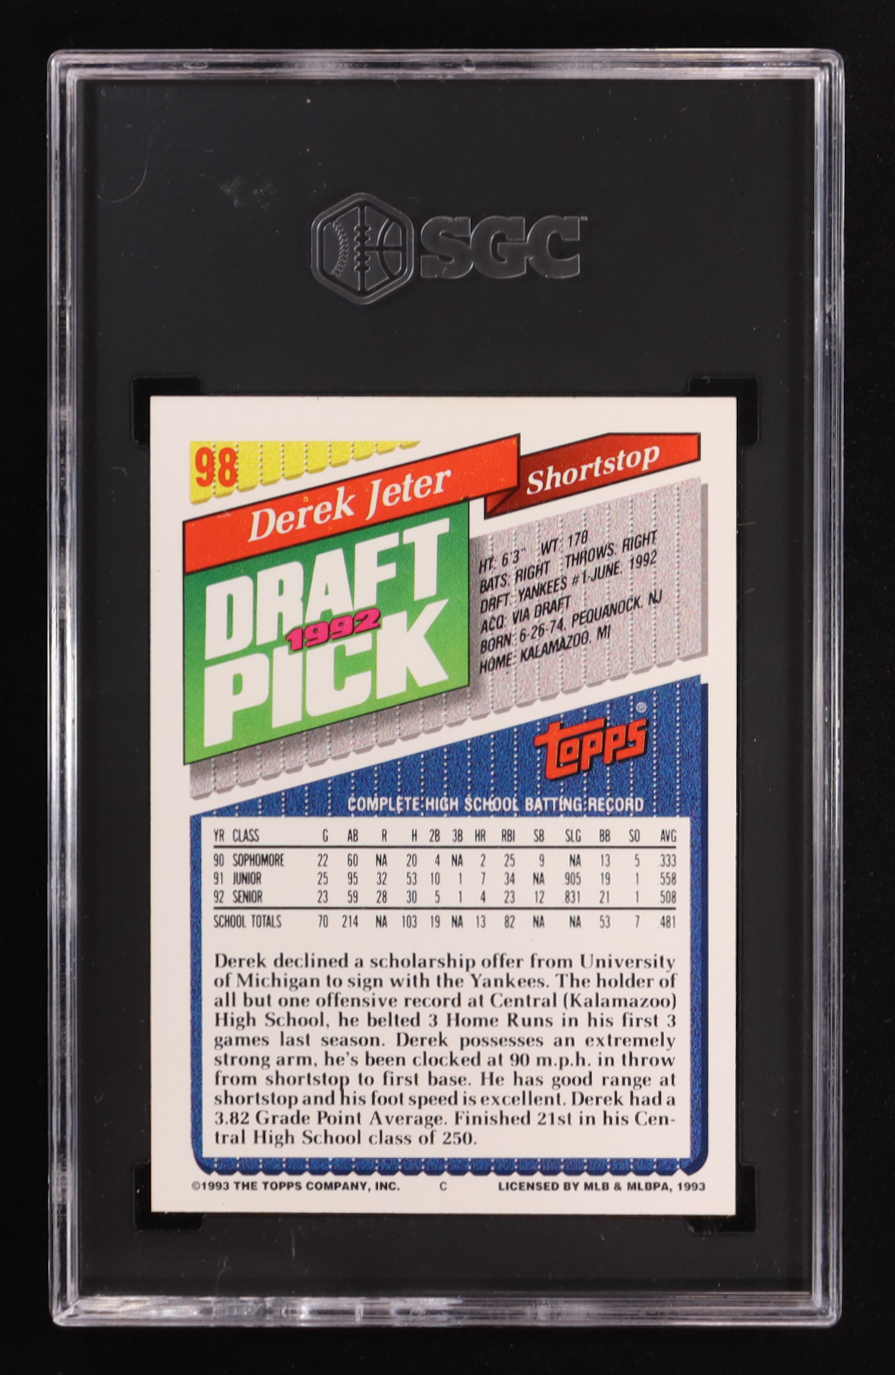 SGC
98
Derek Jeter
Shortstop
DRAFT
1992
PICK
HT: 6'3" WT: 178
BATS: RIGHT THROWS: RIGHT
DRFT: YANKEES #1-JUNE, 1992
ACQ: VIA DRAFT
BORN: 6-26-74, PEQUANOCK, NJ
HOME: KALAMAZOO, MI
topps®
COMPLETE HIGH SCHOOL BATTING RECORD
YR CLASS G AB R H 2B 3B HR RBI SB SLG BB SO AVG
90 SOPHOMORE 22 60 NA 20 4 NA 2 25 9 NA 13 5 333
91 JUNIOR 25 95 32 53 10 1 7 34 NA 905 19 1 558
92 SENIOR 23 59 28 30 5 1 4 23 12 831 21 1 508
SCHOOL TOTALS 70 214 NA 103 19 NA 13 82 NA NA 53 7 481
Derek declined a scholarship offer from University
of Michigan to sign with the Yankees. The holder of
all but one offensive record at Central (Kalamazoo)
High School, he belted 3 Home Runs in his first 3
games last season. Derek possesses an extremely
strong arm, he's been clocked at 90 m.p.h. in throw
from shortstop to first base. He has good range at
shortstop and his foot speed is excellent. Derek had a
3.82 Grade Point Average. Finished 21st in his Cen-
tral High School class of 250.
©1993 THE TOPPS COMPANY, INC. C LICENSED BY MLB & MLBPA, 1993